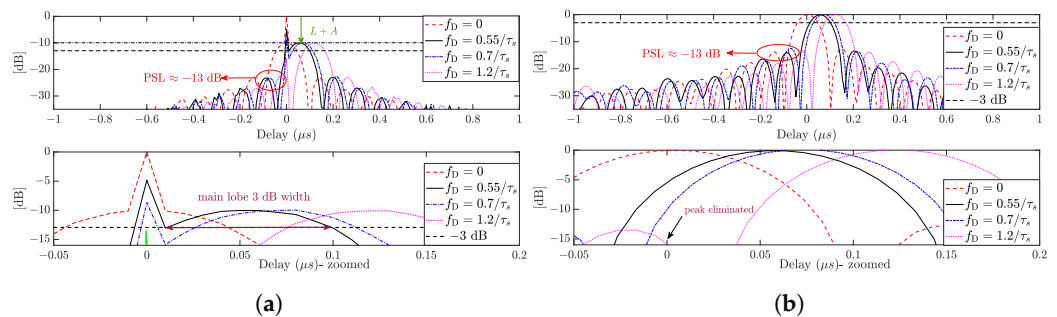 [dB]
0
−10
−20
−30
PSL ≈ −13 dB
L + A
f_D = 0
f_D = 0.55/τ_s
f_D = 0.7/τ_s
f_D = 1.2/τ_s
−1 −0.8 −0.6 −0.4 −0.2 0 0.2 0.4 0.6 0.8 1
Delay (μs)
[dB]
0
−5
−10
−15
main lobe 3 dB width
f_D = 0
f_D = 0.55/τ_s
f_D = 0.7/τ_s
f_D = 1.2/τ_s
−3 dB
−0.05 0 0.05 0.1 0.15 0.2
Delay (μs)- zoomed
(a)
[dB]
0
−10
−20
−30
PSL ≈ −13 dB
f_D = 0
f_D = 0.55/τ_s
f_D = 0.7/τ_s
f_D = 1.2/τ_s
−3 dB
−1 −0.8 −0.6 −0.4 −0.2 0 0.2 0.4 0.6 0.8 1
Delay (μs)
[dB]
0
−5
−10
−15
peak eliminated
f_D = 0
f_D = 0.55/τ_s
f_D = 0.7/τ_s
f_D = 1.2/τ_s
−0.05 0 0.05 0.1 0.15 0.2
Delay (μs)- zoomed
(b)